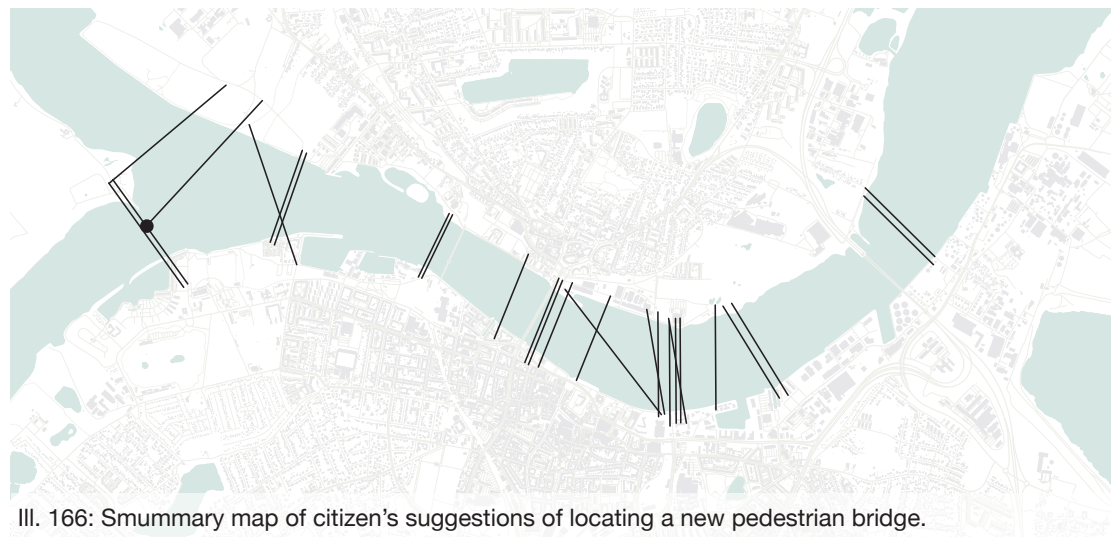 Ill. 166: Smummary map of citizen's suggestions of locating a new pedestrian bridge.